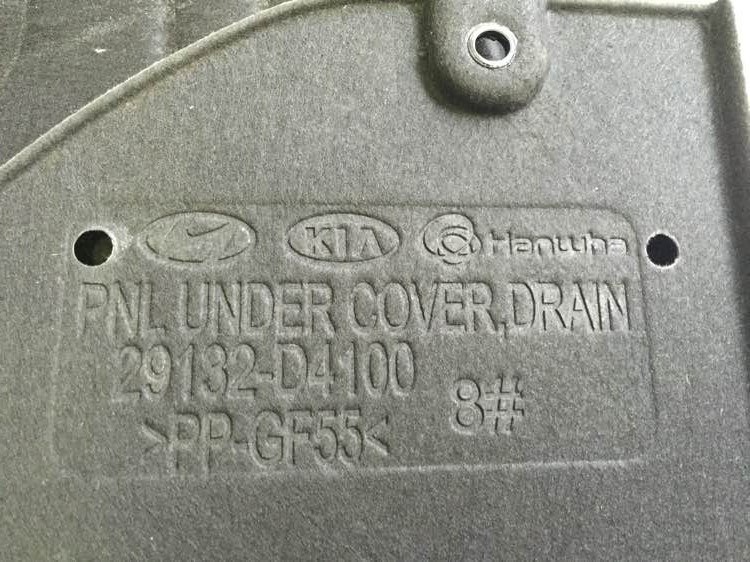 KIA Hanwha
PNL UNDER COVER,DRAIN
29132-D4100
>PP-GF55< 8#